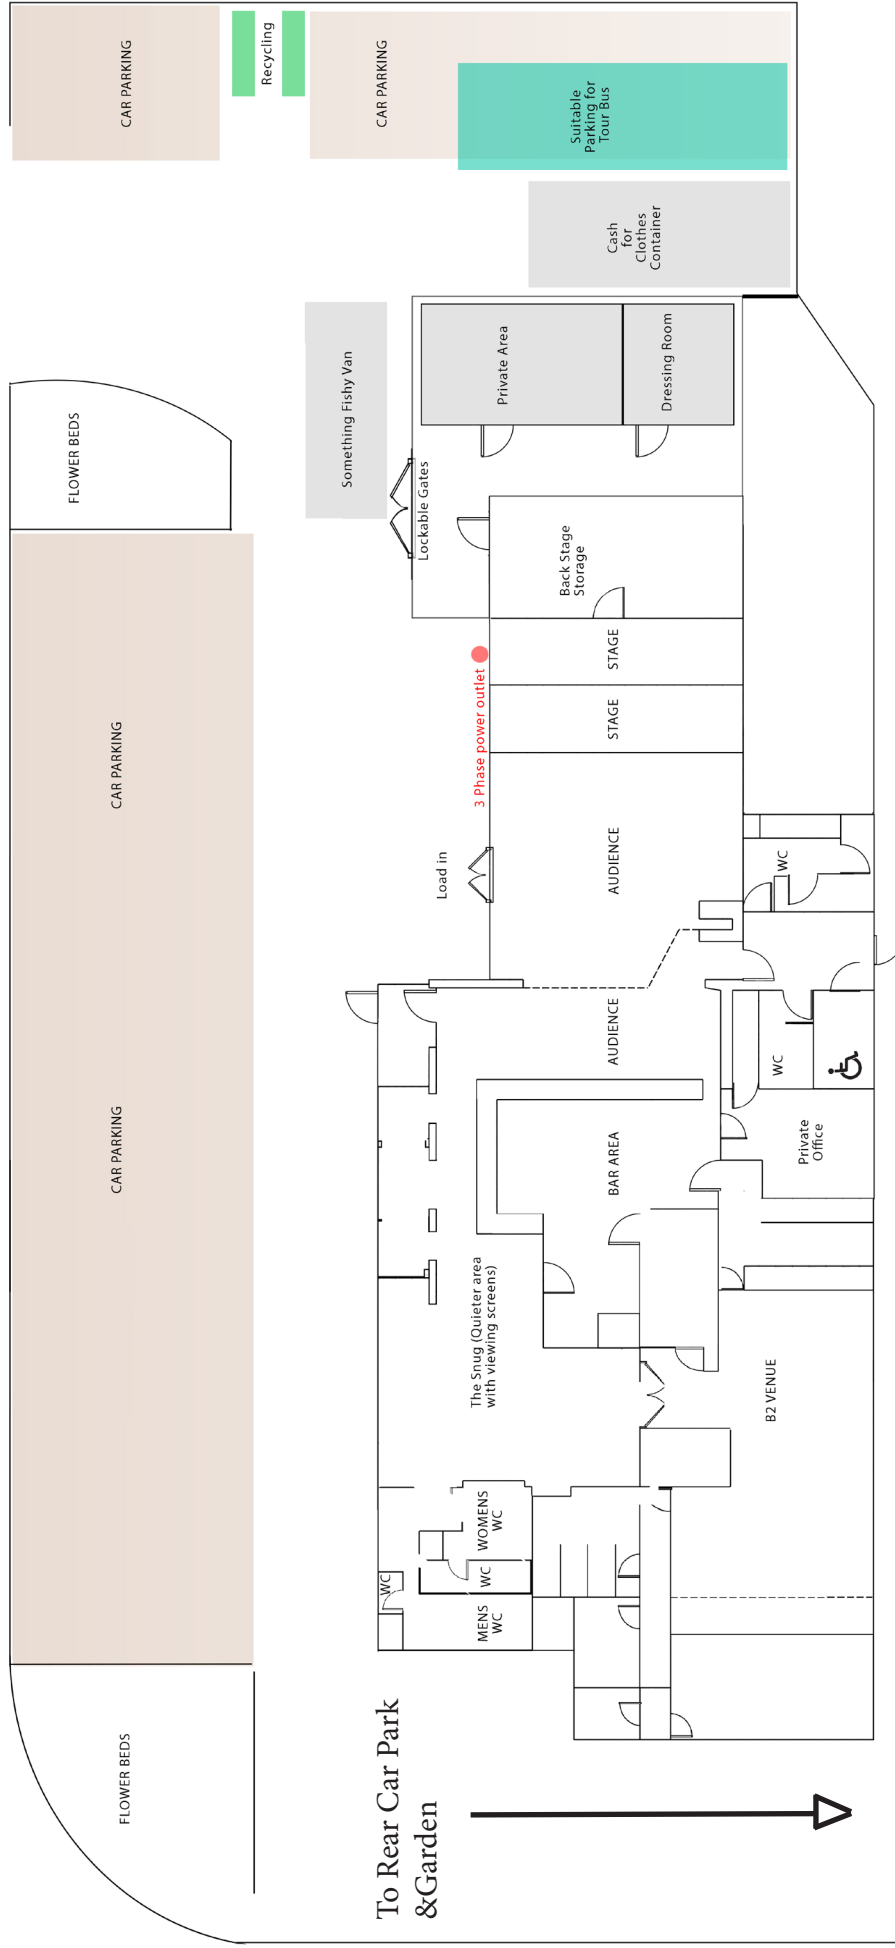 FLOWER BEDS
CAR PARKING
CAR PARKING
FLOWER BEDS
CAR PARKING
Recycling
CAR PARKING
Something Fishy Van
To Rear Car Park
&Garden
WC
Load in
Lockable Gates
MENS
WC
WC
WOMENS
WC
The Snug (Quieter area
with viewing screens)
3 Phase power outlet
Private Area
Back Stage
Storage
Suitable
Parking for
Tour Bus
BAR AREA
AUDIENCE
AUDIENCE
STAGE
STAGE
Cash
for
Clothes
Container
Dressing Room
B2 VENUE
Private
Office
WC
WC